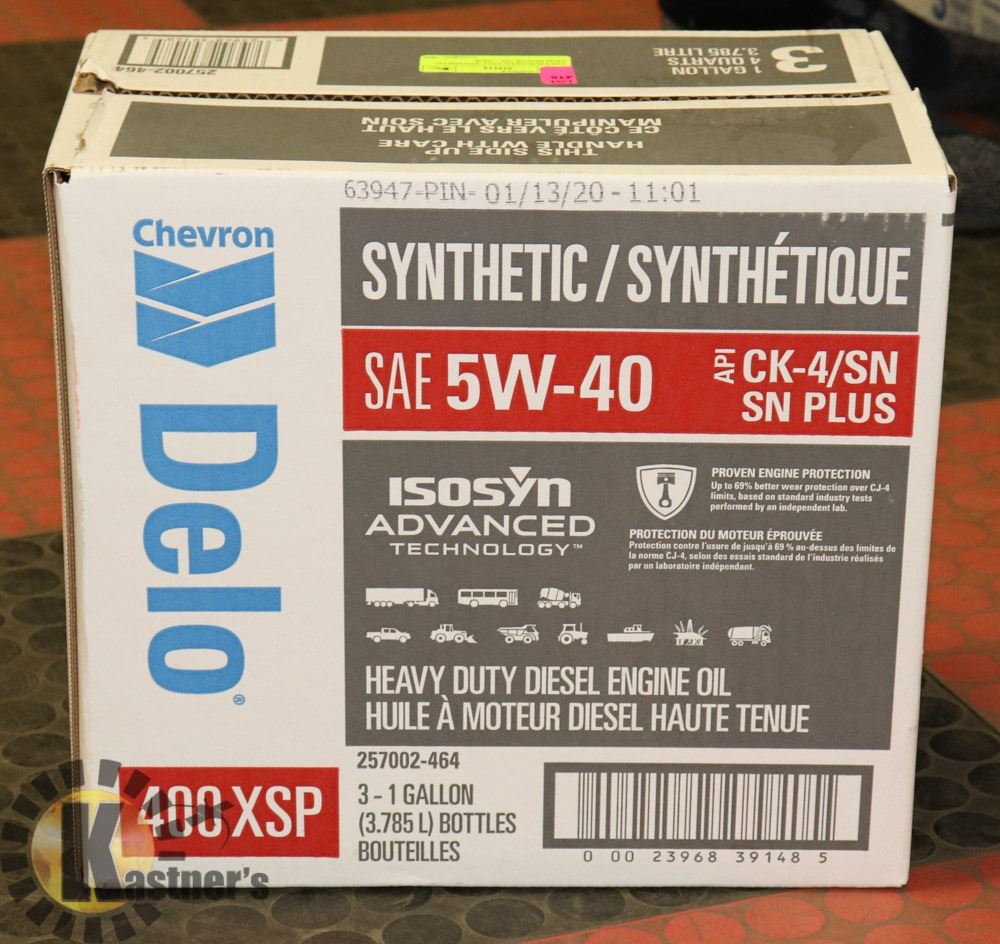 257002-464
3
1 GALLON
4 QUARTS
3.785 LITRE
LOT
THIS SIDE UP
HANDLE WITH CARE
CE CÔTÉ VERS LE HAUT
MANIPULER AVEC SOIN
63947-PIN- 01/13/20 - 11:01
Chevron
Delo®
400 XSP
SYNTHETIC / SYNTHÉTIQUE
SAE 5W-40
API CK-4/SN
SN PLUS
ISOSYN
ADVANCED
TECHNOLOGY™
PROVEN ENGINE PROTECTION
Up to 69% better wear protection over CJ-4
limits, based on standard industry tests
performed by an independent lab.
PROTECTION DU MOTEUR ÉPROUVÉE
Protection contre l'usure de jusqu'à 69 % au-dessus des limites de
la norme CJ-4, selon des essais standard de l'industrie réalisés
par un laboratoire indépendant.
HEAVY DUTY DIESEL ENGINE OIL
HUILE À MOTEUR DIESEL HAUTE TENUE
257002-464
3 - 1 GALLON
(3.785 L) BOTTLES
BOUTEILLES
0 00 23968 39148 5
Kastner's